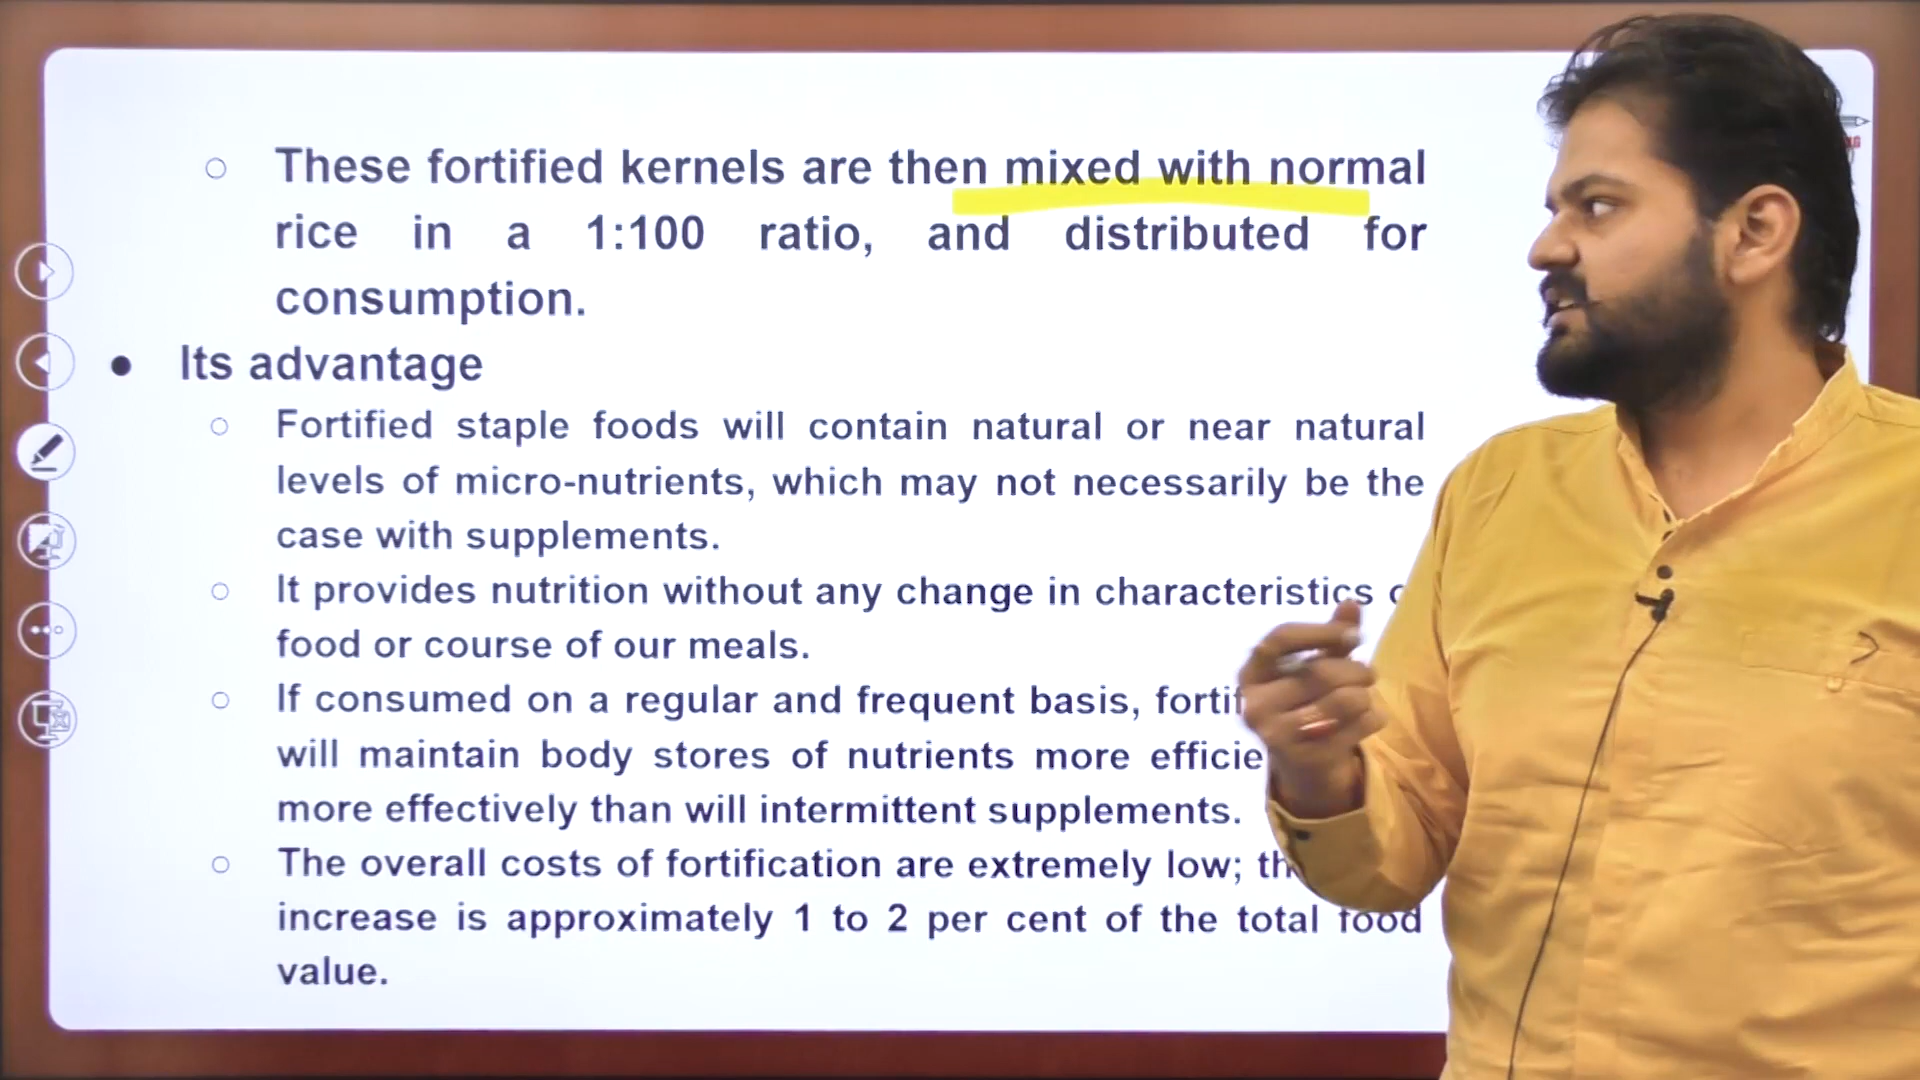 These fortified kernels are then mixed with normal
rice in a 1:100 ratio, and distributed for
consumption.
Its advantage
Fortified staple foods will contain natural or near natural
levels of micro-nutrients, which may not necessarily be the
case with supplements.
It provides nutrition without any change in characteristics
food or course of our meals.
If consumed on a regular and frequent basis,
will maintain body stores of nutrients more
more effectively than will intermittent supplements.
The overall costs of fortification are extremely low;
increase is approximately 1 to 2 per cent of the total food
value.